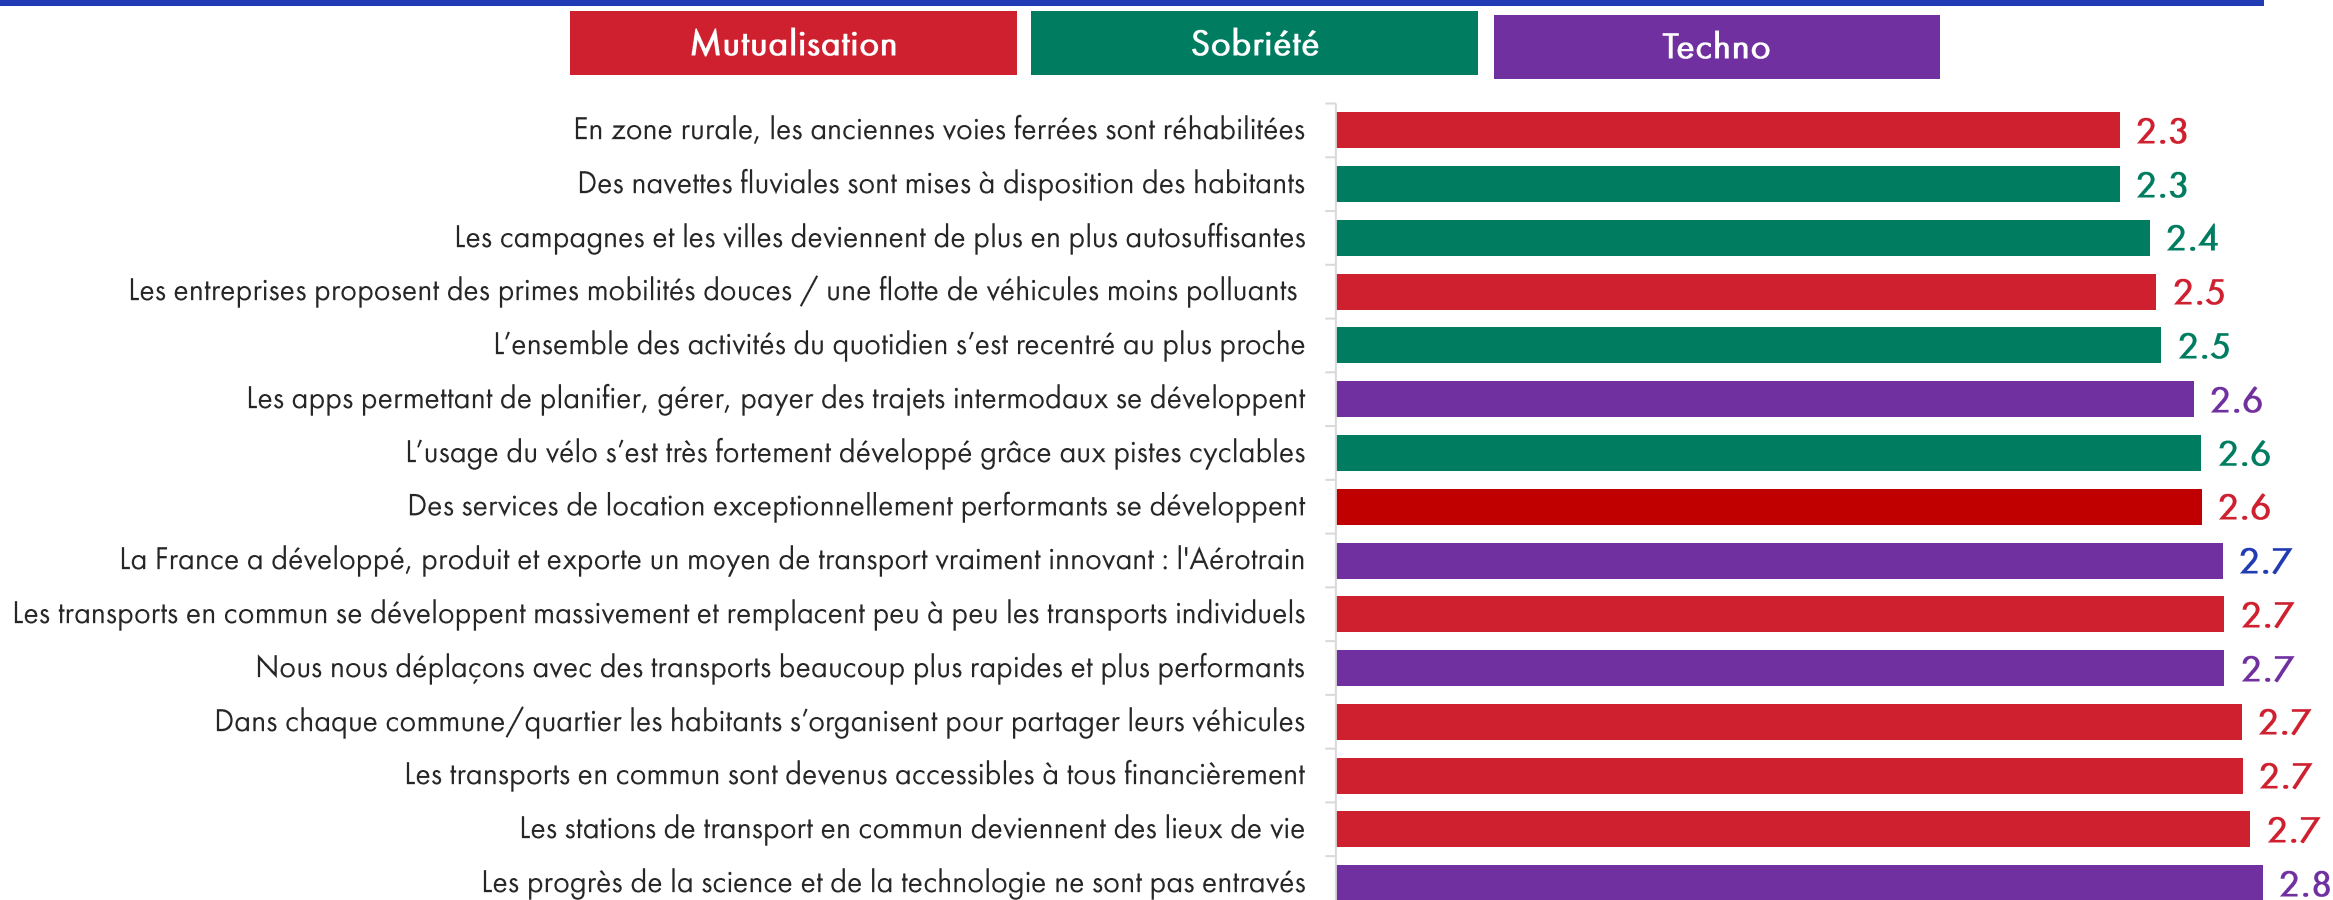 Mutualisation
Sobriété
Techno
En zone rurale, les anciennes voies ferrées sont réhabilitées 2.3
Des navettes fluviales sont mises à disposition des habitants 2.3
Les campagnes et les villes deviennent de plus en plus autosuffisantes 2.4
Les entreprises proposent des primes mobilités douces / une flotte de véhicules moins polluants 2.5
L’ensemble des activités du quotidien s’est recentré au plus proche 2.5
Les apps permettant de planifier, gérer, payer des trajets intermodaux se développent 2.6
L’usage du vélo s’est très fortement développé grâce aux pistes cyclables 2.6
Des services de location exceptionnellement performants se développent 2.6
La France a développé, produit et exporte un moyen de transport vraiment innovant : l'Aérotrain 2.7
Les transports en commun se développent massivement et remplacent peu à peu les transports individuels 2.7
Nous nous déplaçons avec des transports beaucoup plus rapides et plus performants 2.7
Dans chaque commune/quartier les habitants s’organisent pour partager leurs véhicules 2.7
Les transports en commun sont devenus accessibles à tous financièrement 2.7
Les stations de transport en commun deviennent des lieux de vie 2.7
Les progrès de la science et de la technologie ne sont pas entravés 2.8